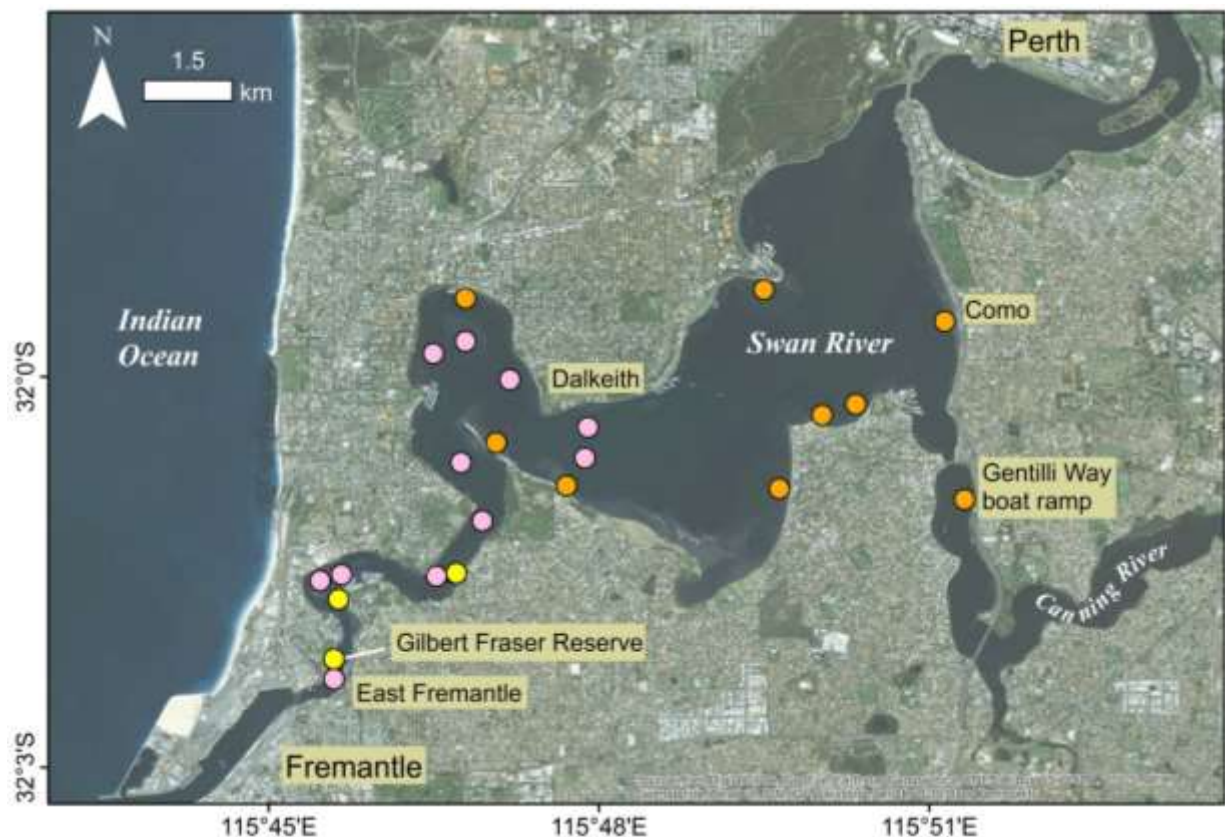 N
1.5
km
Perth
Indian
Ocean
Swan River
Como
32°0'S
Dalkeith
Gentilli Way
boat ramp
Canning River
Gilbert Fraser Reserve
East Fremantle
32°3'S
Fremantle
115°45'E
115°48'E
115°51'E